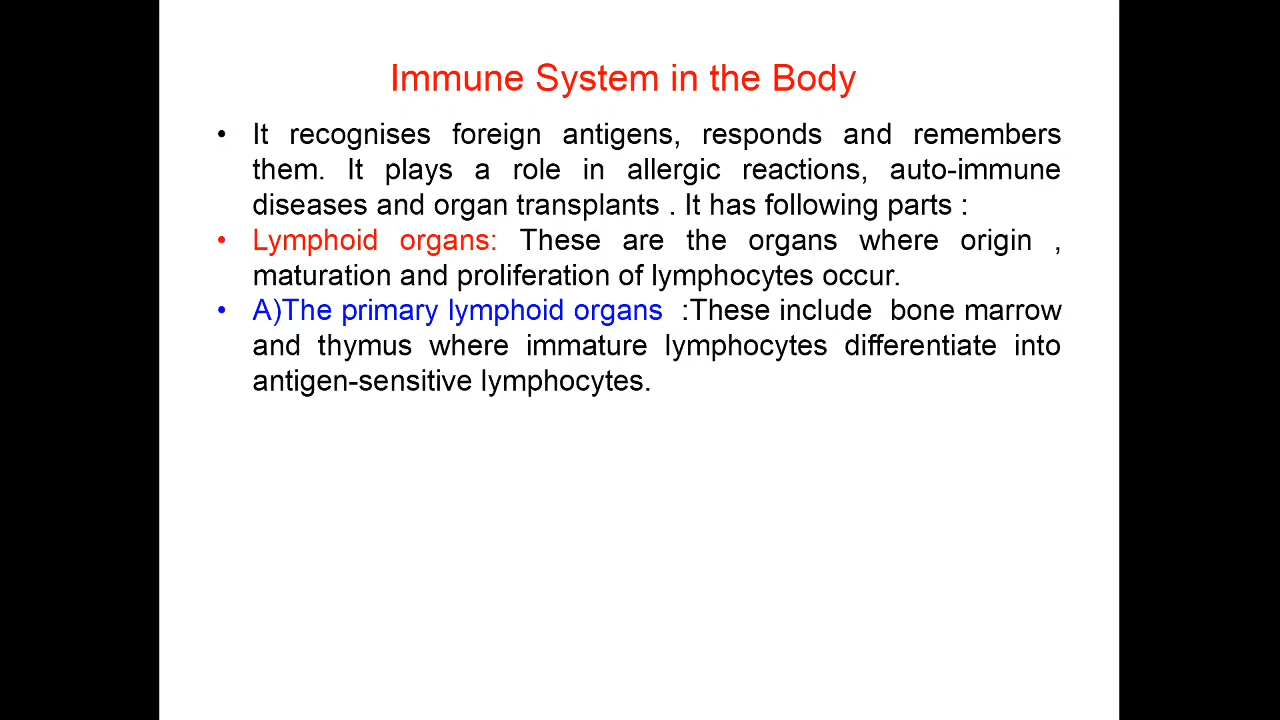 Immune System in the Body
• It recognises foreign antigens, responds and remembers
them. It plays a role in allergic reactions, auto-immune
diseases and organ transplants . It has following parts :
• Lymphoid organs: These are the organs where origin ,
maturation and proliferation of lymphocytes occur.
• A)The primary lymphoid organs :These include bone marrow
and thymus where immature lymphocytes differentiate into
antigen-sensitive lymphocytes.